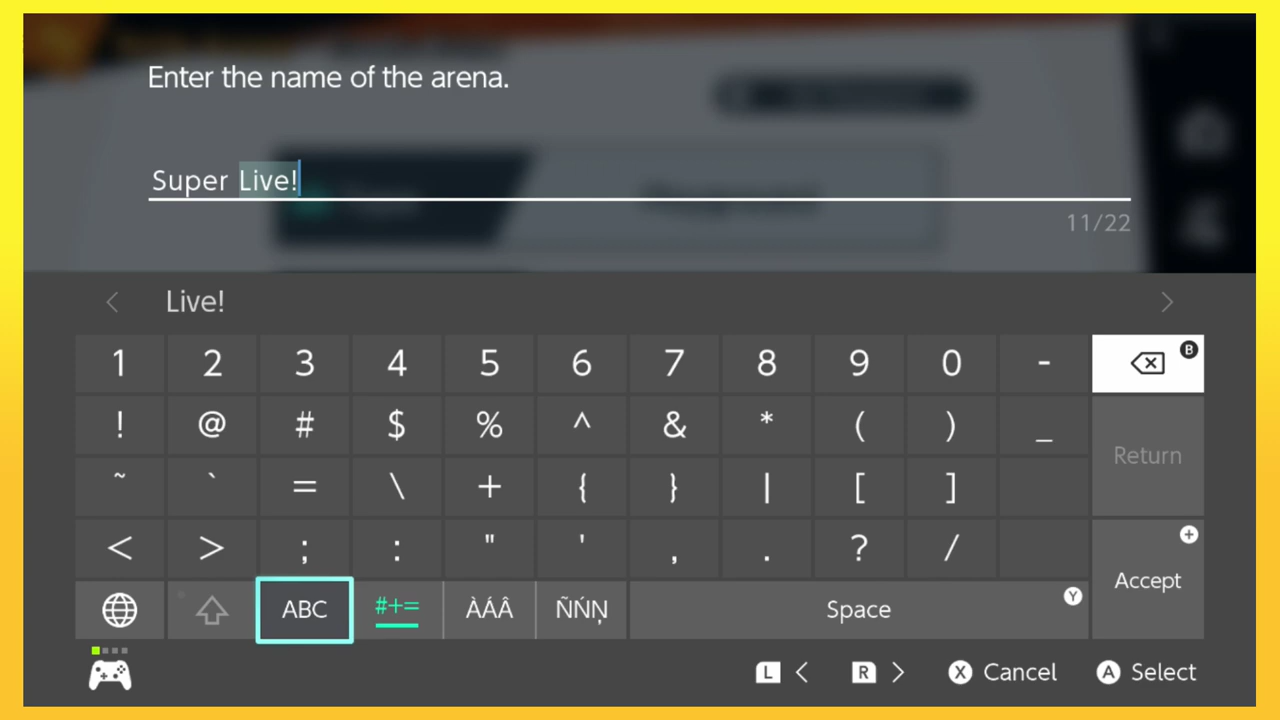 Enter the name of the arena.
Super Live!
11/22
Live!
1 2 3 4 5 6 7 8 9 0 - B
! @ # $ % ^ & * ( ) _
Return
~ ` = \ + { } | [ ]
< > ; : " ' , . ? / +
Accept
ABC #+= ÀÁÂ ÑŃŅ Space Y
L < R > X Cancel A Select